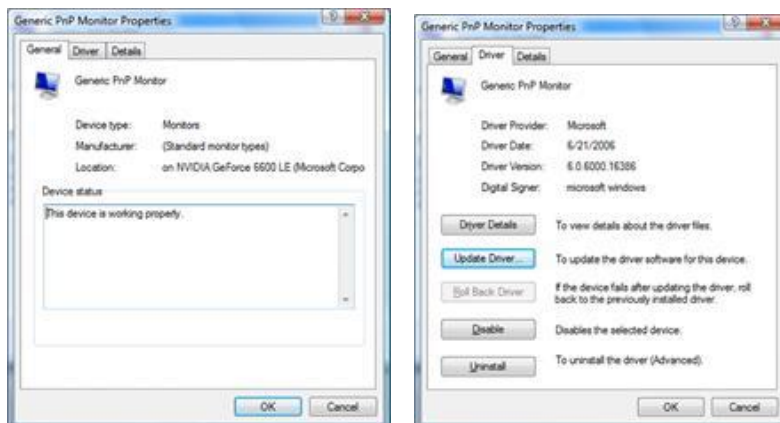 Generic PnP Monitor Properties
General Driver Details
Generic PnP Monitor
Device type: Monitors
Manufacturer: (Standard monitor types)
Location: on NVIDIA GeForce 6600 LE (Microsoft Corpo
Device status
This device is working properly.
OK Cancel
Generic PnP Monitor Properties
General Driver Details
Generic PnP Monitor
Driver Provider: Microsoft
Driver Date: 6/21/2006
Driver Version: 6.0.6000.16386
Digital Signer: microsoft windows
Driver Details To view details about the driver files.
Update Driver... To update the driver software for this device.
Roll Back Driver If the device fails after updating the driver, roll
back to the previously installed driver.
Disable Disables the selected device.
Uninstall To uninstall the driver (Advanced).
OK Cancel